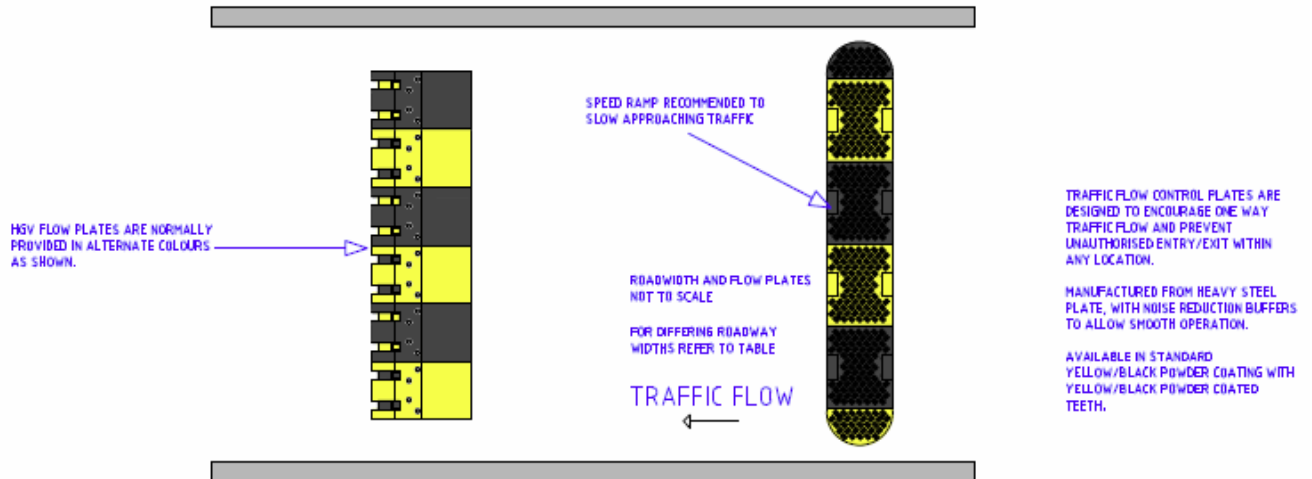 SPEED RAMP RECOMMENDED TO
SLOW APPROACHING TRAFFIC
HGV FLOW PLATES ARE NORMALLY
PROVIDED IN ALTERNATE COLOURS
AS SHOWN.
ROADWIDTH AND FLOW PLATES
NOT TO SCALE
FOR DIFFERING ROADWAY
WIDTHS REFER TO TABLE
TRAFFIC FLOW
TRAFFIC FLOW CONTROL PLATES ARE
DESIGNED TO ENCOURAGE ONE WAY
TRAFFIC FLOW AND PREVENT
UNAUTHORISED ENTRY/EXIT WITHIN
ANY LOCATION.
MANUFACTURED FROM HEAVY STEEL
PLATE, WITH NOISE REDUCTION BUFFERS
TO ALLOW SMOOTH OPERATION.
AVAILABLE IN STANDARD
YELLOW/BLACK POWDER COATING WITH
YELLOW/BLACK POWDER COATED
TEETH.